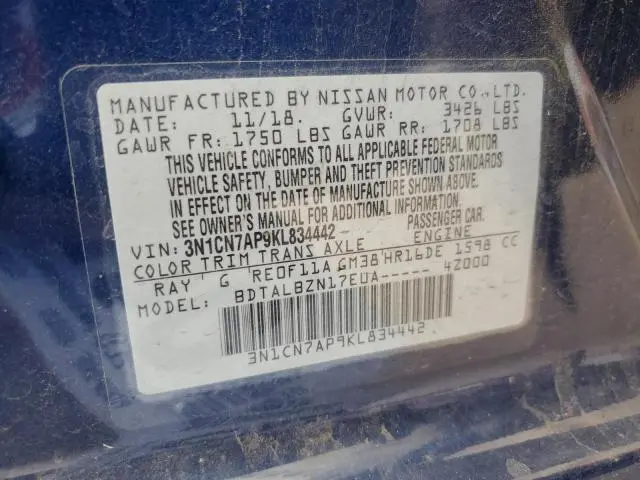 MANUFACTURED BY NISSAN MOTOR CO.,LTD.
DATE: 11/18. GVWR: 3426 LBS
GAWR FR: 1750 LBS GAWR RR: 1708 LBS
THIS VEHICLE CONFORMS TO ALL APPLICABLE FEDERAL MOTOR
VEHICLE SAFETY, BUMPER AND THEFT PREVENTION STANDARDS
IN EFFECT ON THE DATE OF MANUFACTURE SHOWN ABOVE.
SEE OWNER'S MANUAL FOR ADDITIONAL INFORMATION.
VIN: 3N1CN7AP9KL834442 PASSENGER CAR.
COLOR TRIM TRANS AXLE ENGINE
RAY G RE0F11A GM38 HR16DE 1598 CC
MODEL: BDTALBZN17EUA----- 42000
3N1CN7AP9KL834442